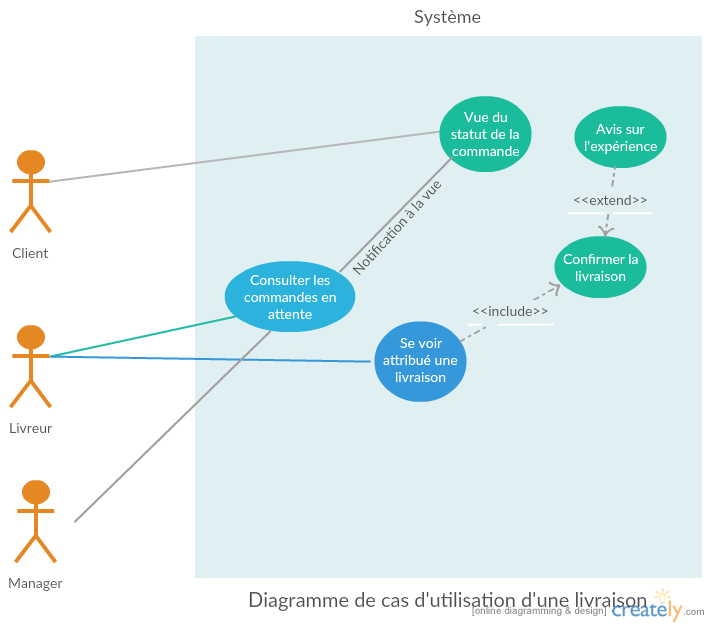 Système
Vue du
statut de la
commande
Avis sur
l'expérience
<<extend>>
Client
Notification à la vue
Confirmer la
livraison
Consulter les
commandes en
attente
<<include>>
Se voir
attribué une
livraison
Livreur
Manager
Diagramme de cas d'utilisation d'une livraison
[online diagramming & design] creately.com